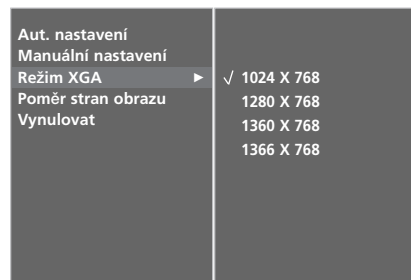 Aut. nastavení
Manuální nastavení
Režim XGA ►
Poměr stran obrazu
Vynulovat
√ 1024 X 768
1280 X 768
1360 X 768
1366 X 768